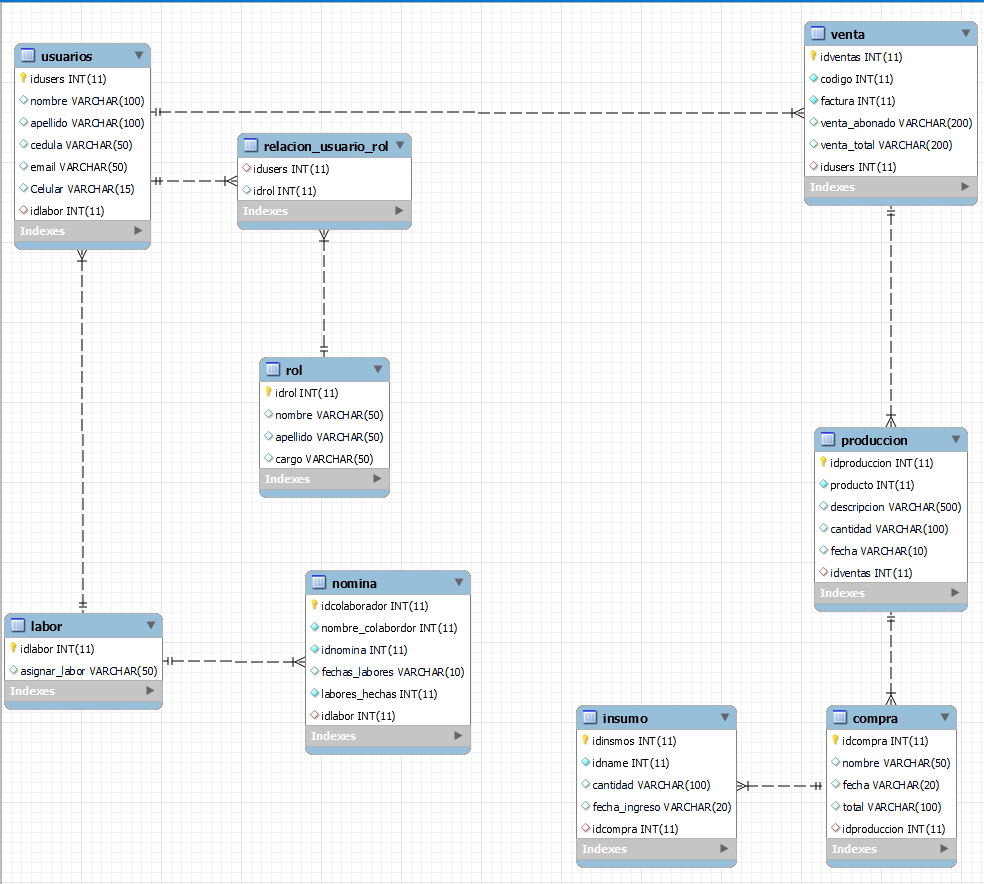 usuarios
idusers INT(11)
nombre VARCHAR(100)
apellido VARCHAR(100)
cedula VARCHAR(50)
email VARCHAR(50)
Celular VARCHAR(15)
idlabor INT(11)
Indexes
relacion_usuario_rol
idusers INT(11)
idrol INT(11)
Indexes
venta
idventas INT(11)
codigo INT(11)
factura INT(11)
venta_abonado VARCHAR(200)
venta_total VARCHAR(200)
idusers INT(11)
Indexes
rol
idrol INT(11)
nombre VARCHAR(50)
apellido VARCHAR(50)
cargo VARCHAR(50)
Indexes
produccion
idproduccion INT(11)
producto INT(11)
descripcion VARCHAR(500)
cantidad VARCHAR(100)
fecha VARCHAR(10)
idventas INT(11)
Indexes
labor
idlabor INT(11)
asignar_labor VARCHAR(50)
Indexes
nomina
idcolaborador INT(11)
nombre_colabordor INT(11)
idnomina INT(11)
fechas_labores VARCHAR(10)
labores_hechas INT(11)
idlabor INT(11)
Indexes
insumo
idinsmos INT(11)
idname INT(11)
cantidad VARCHAR(100)
fecha_ingreso VARCHAR(20)
idcompra INT(11)
Indexes
compra
idcompra INT(11)
nombre VARCHAR(50)
fecha VARCHAR(20)
total VARCHAR(100)
idproduccion INT(11)
Indexes